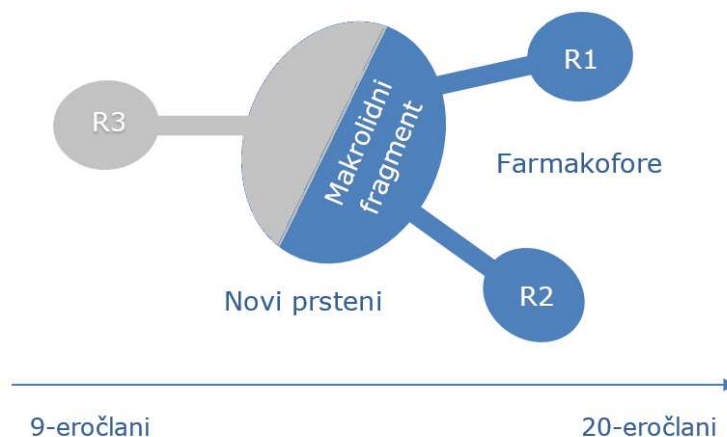 R1
R3
Makrolidni
fragment
Farmakofore
R2
Novi prsteni
9-eročlani
20-eročlani